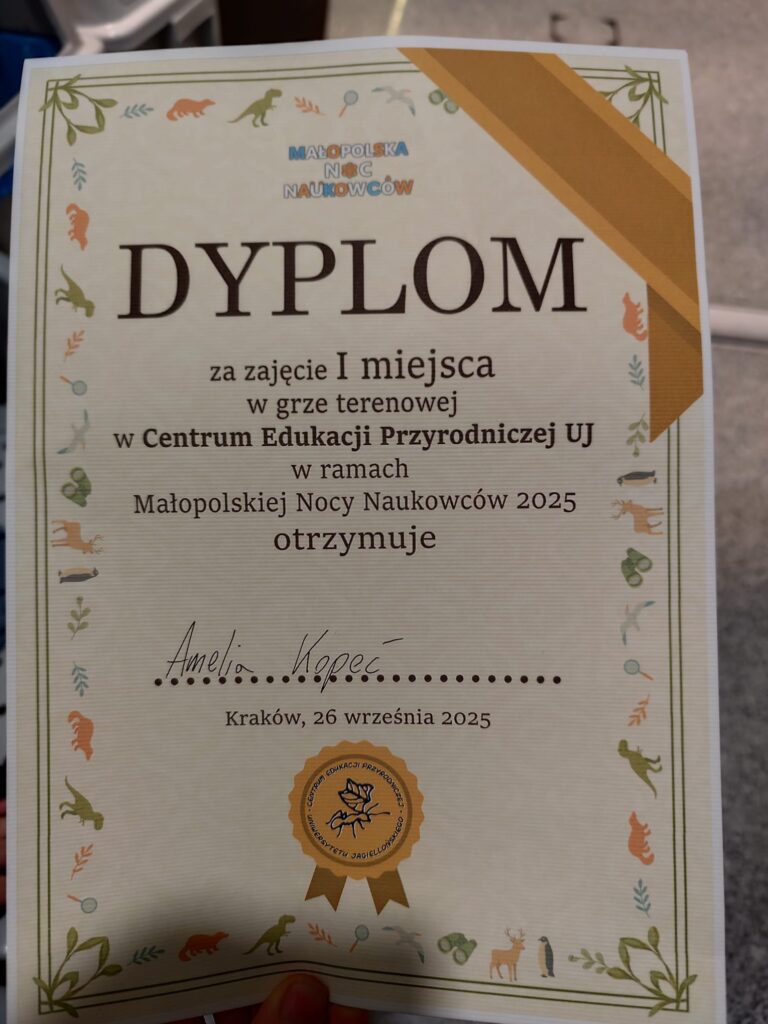 MAŁOPOLSKA
NOC
NAUKOWCÓW
DYPLOM
za zajęcie I miejsca
w grze terenowej
w Centrum Edukacji Przyrodniczej UJ
w ramach
Małopolskiej Nocy Naukowców 2025
otrzymuje
Amelia Kopeć
Kraków, 26 września 2025
CENTRUM EDUKACJI PRZYRODNICZEJ
UNIWERSYTETU JAGIELLOŃSKIEGO